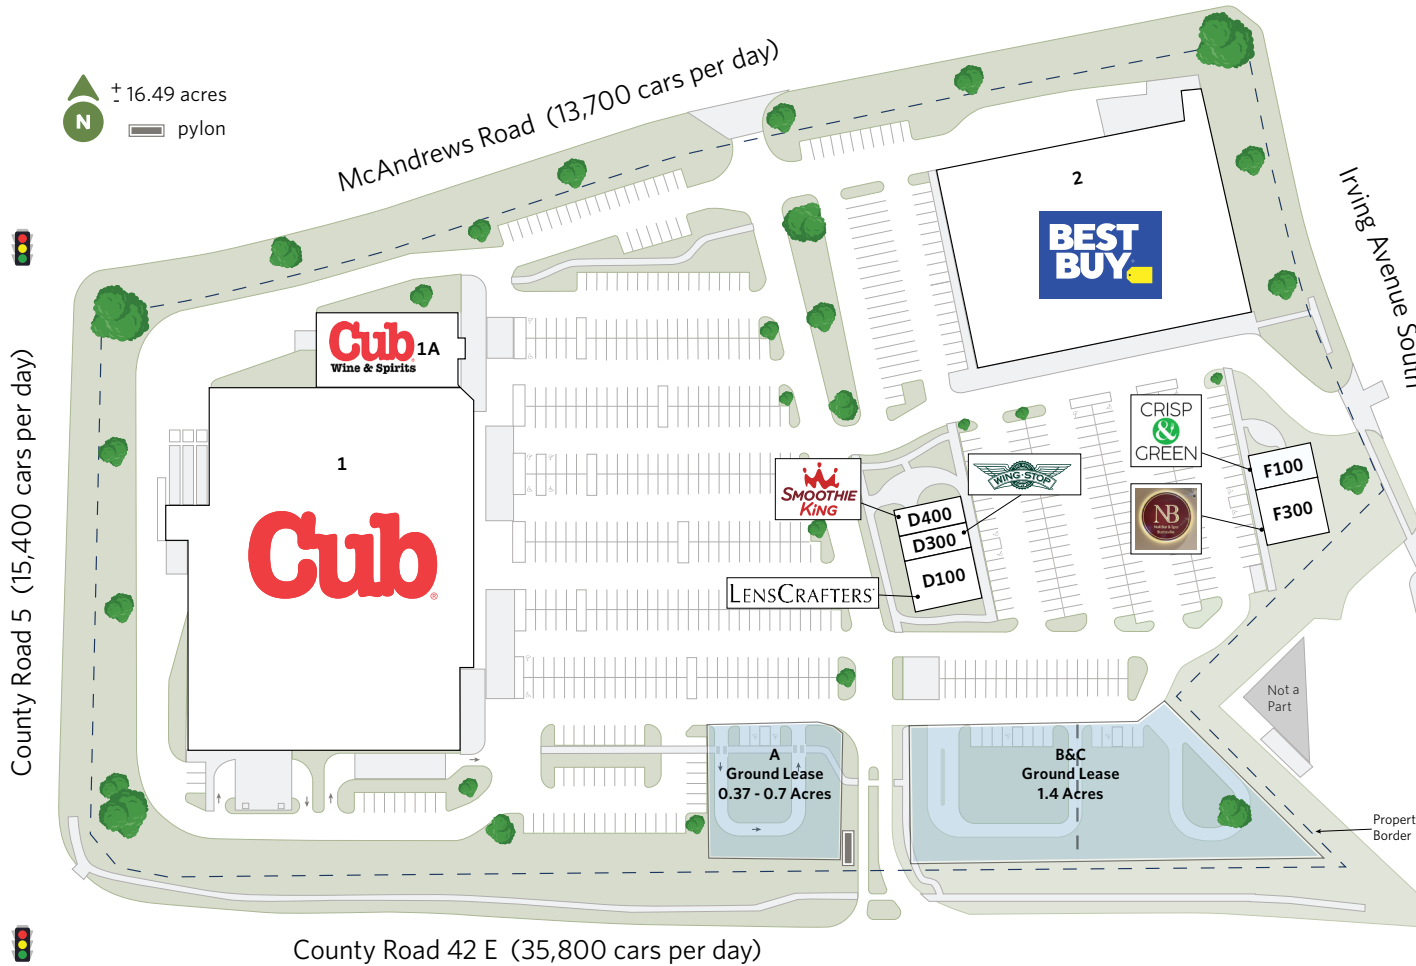 ± 16.49 acres
N
pylon
McAndrews Road (13,700 cars per day)
Irving Avenue South
County Road 5 (15,400 cars per day)
2
BEST
BUY
Cub
Wine & Spirits
1A
1
Cub
CRISP
&
GREEN
F100
NB
F300
SMOOTHIE
KING
WING·STOP
D400
D300
D100
LENSCRAFTERS
Not a
Part
A
Ground Lease
0.37 - 0.7 Acres
B&C
Ground Lease
1.4 Acres
Propert
Border
County Road 42 E (35,800 cars per day)